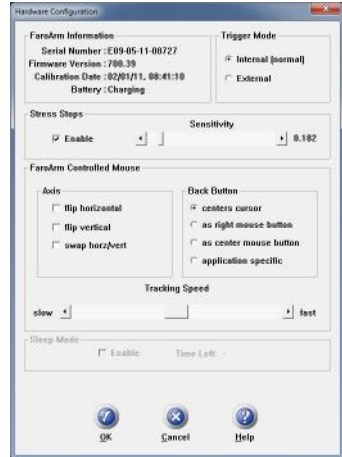 Hardware Configuration
FaroArm Information
Serial Number : E09-05-11-00727
Firmware Version : 700.39
Calibration Date : 02/01/11, 08:41:10
Battery : Charging
Trigger Mode
Internal (normal)
External
Stress Stops
Enable
Sensitivity
0.182
FaroArm Controlled Mouse
Axis
flip horizontal
flip vertical
swap horz/vert
Back Button
centers cursor
as right mouse button
as center mouse button
application specific
Tracking Speed
slow
fast
Sleep Mode
Enable Time Left: -
OK Cancel Help